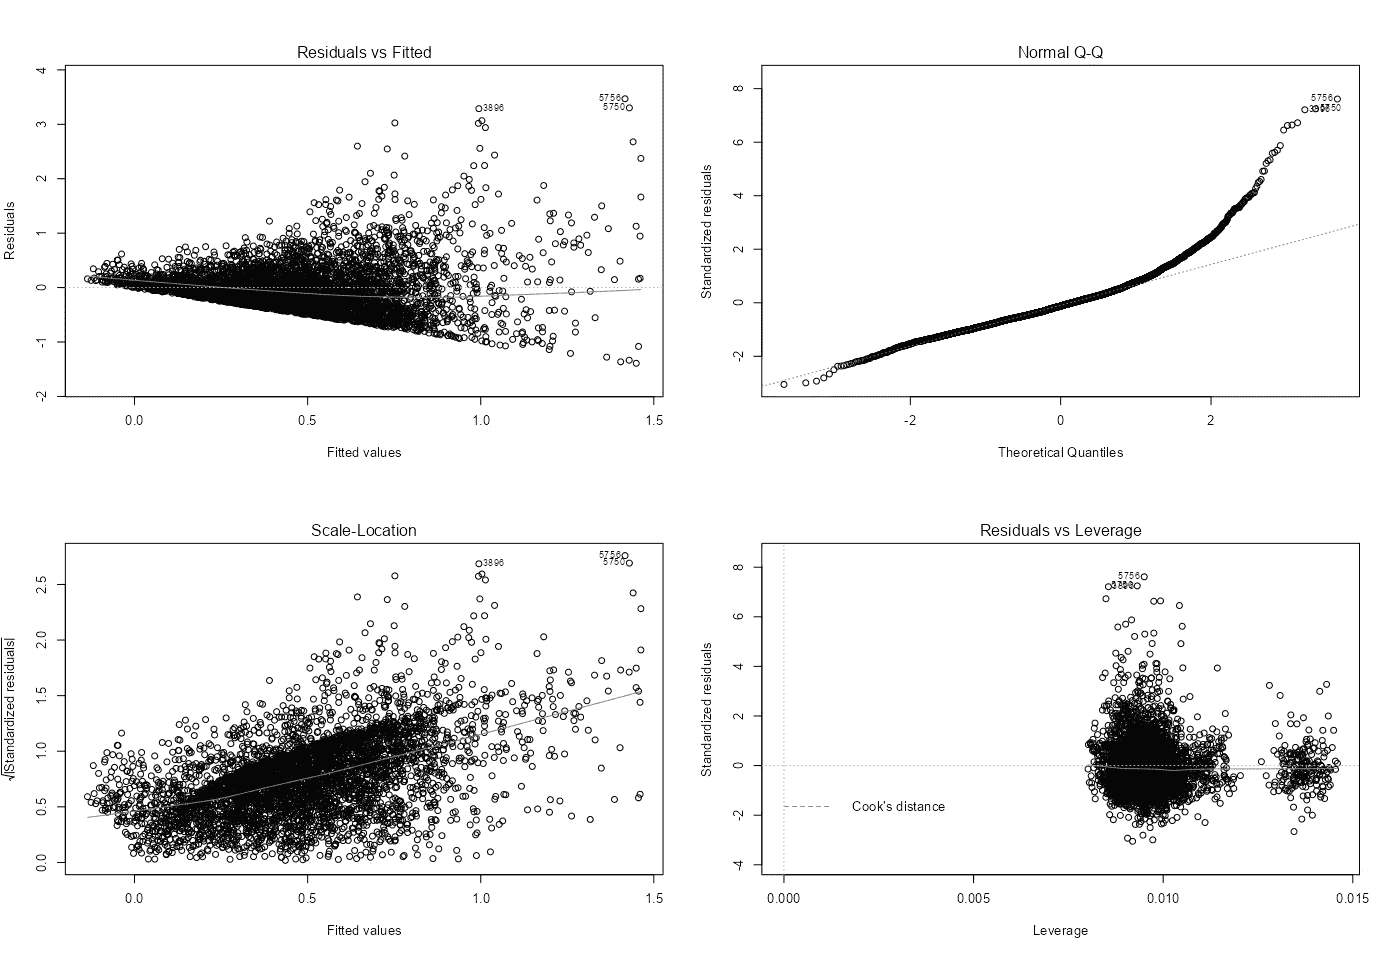 Residuals vs Fitted
Residuals
4
3
2
1
0
-1
-2
5756
5750
3896
0.0 0.5 1.0 1.5
Fitted values
Normal Q-Q
Standardized residuals
8
6
4
2
0
-2
5756
5750
-2 0 2
Theoretical Quantiles
Scale-Location
√|Standardized residuals|
2.5
2.0
1.5
1.0
0.5
0.0
5756
5750
3896
0.0 0.5 1.0 1.5
Fitted values
Residuals vs Leverage
Standardized residuals
8
6
4
2
0
-2
-4
5756
Cook's distance
0.000 0.005 0.010 0.015
Leverage